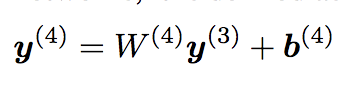 y^(4) = W^(4) y^(3) + b^(4)